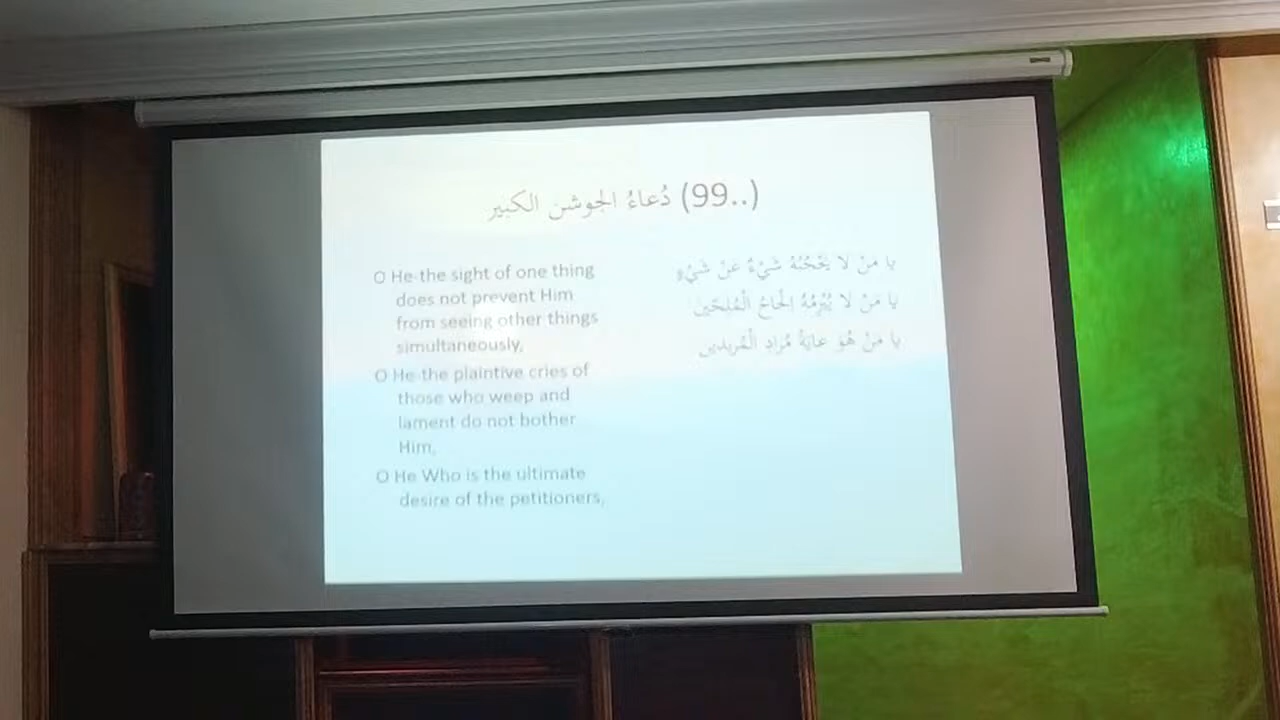 (..99) دُعاءُ الجوشن الكبير
O He-the sight of one thing
does not prevent Him
from seeing other things
simultaneously,
O He-the plaintive cries of
those who weep and
lament do not bother
Him,
O He Who is the ultimate
desire of the petitioners,
يا مَنْ لا يَحْجُبُهُ شَيْءٌ عَنْ شَيْءٍ
يا مَنْ لا يُبْرِمُهُ اِلْحاحُ الْمُلِحّينَ
يا مَنْ هُوَ غايَةُ مُرادِ الْمُريدينَ